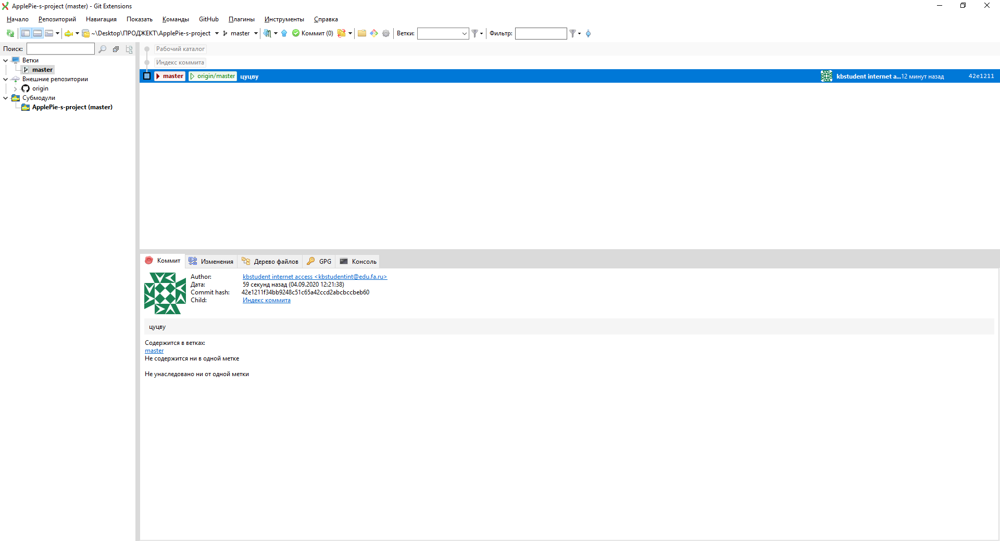 ApplePie-s-project (master) - Git Extensions
Начало Репозиторий Навигация Показать Команды GitHub Плагины Инструменты Справка
~\Desktop\ПРОДЖЕКТ\ApplePie-s-project master Коммит (0) Ветки: Фильтр:
Поиск:
Ветки
master
Внешние репозитории
origin
Субмодули
ApplePie-s-project (master)
Рабочий каталог
Индекс коммита
master origin/master цуцву kbstudent internet a...12 минут назад 42e1211
Коммит Изменения Дерево файлов GPG Консоль
Author: kbstudent internet access <kbstudentint@edu.fa.ru>
Дата: 59 секунд назад (04.09.2020 12:21:38)
Commit hash: 42e1211f34bb9248c51c65a42ccd2abcbccbeb60
Child: Индекс коммита
цуцву
Содержится в ветках:
master
Не содержится ни в одной метке
Не унаследовано ни от одной метки